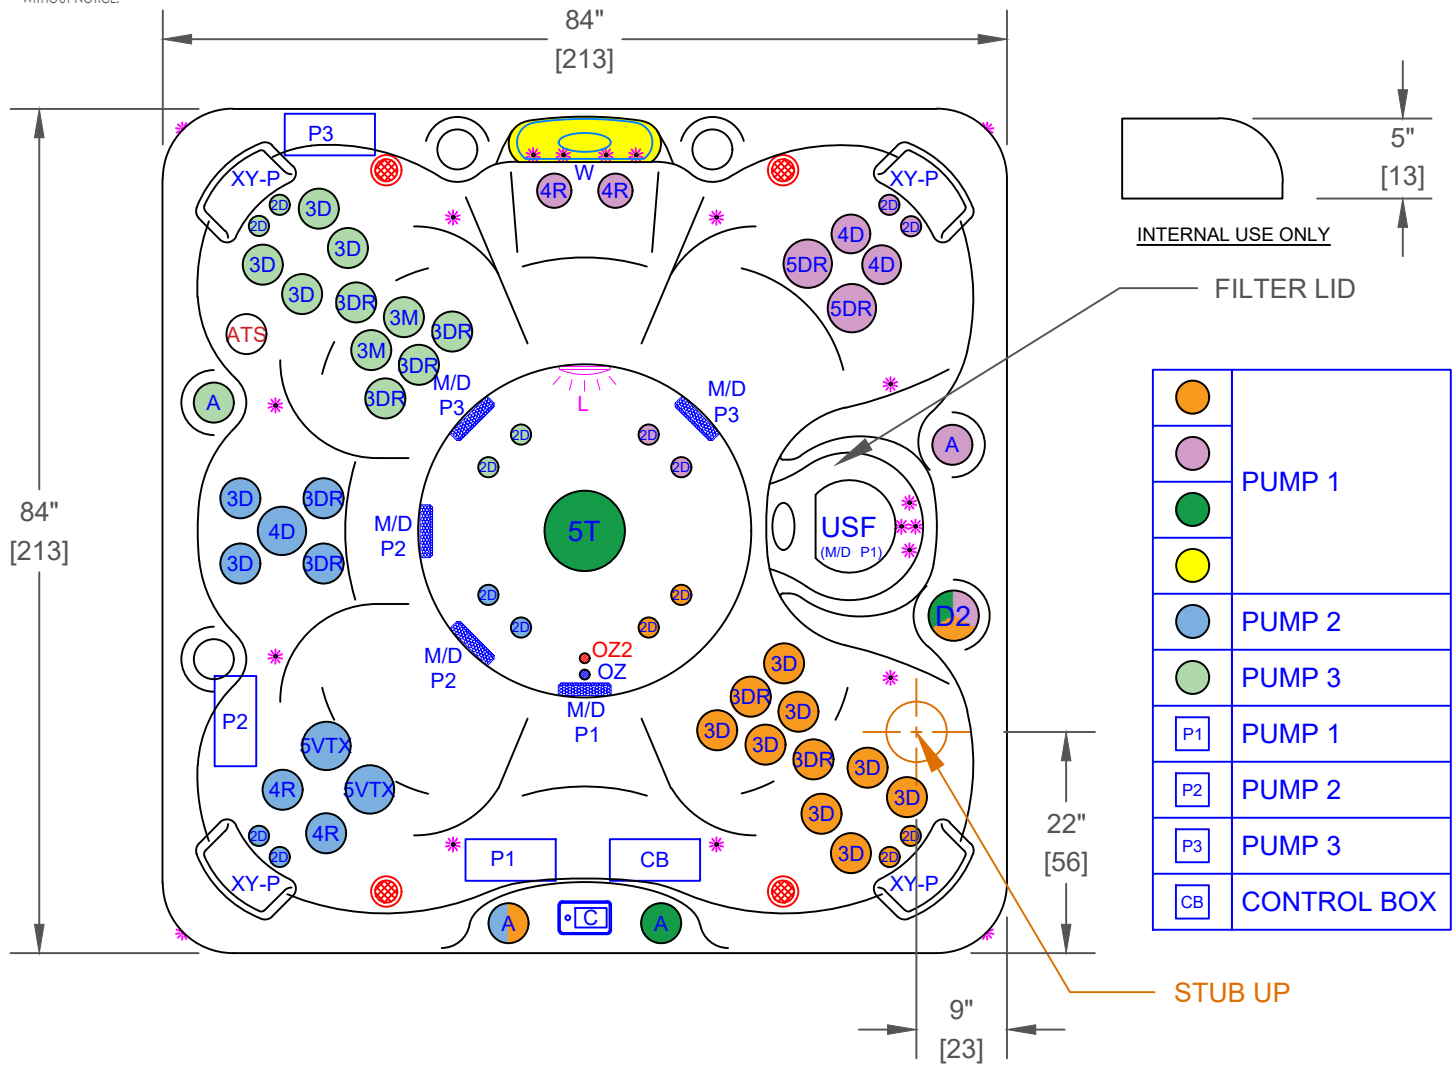 WITHOUT NOTICE.
84"
[213]
P3
XY-P
W
XY-P
5"
[13]
INTERNAL USE ONLY
FILTER LID
2D
2D
3D
3D
3D
3D
4R
4R
2D
2D
4D
4D
5DR
5DR
ATS
3DR
3M
3DR
3M
3DR
3DR
A
M/D
P3
L
M/D
P3
2D
2D
2D
2D
A
PUMP 1
84"
[213]
3D
3DR
4D
3D
3DR
M/D
P2
5T
USF
(M/D P1)
2D
2D
2D
2D
D2
PUMP 2
M/D
P2
OZ2
OZ
M/D
P1
3D
3DR
3D
3D
3D
3DR
3D
3D
3D
3D
2D
2D
PUMP 3
P2
5VTX
4R
5VTX
4R
2D
2D
P1
PUMP 1
P2
PUMP 2
P3
PUMP 3
CB
CONTROL BOX
22"
[56]
XY-P
P1
CB
XY-P
A
C
A
STUB UP
9"
[23]